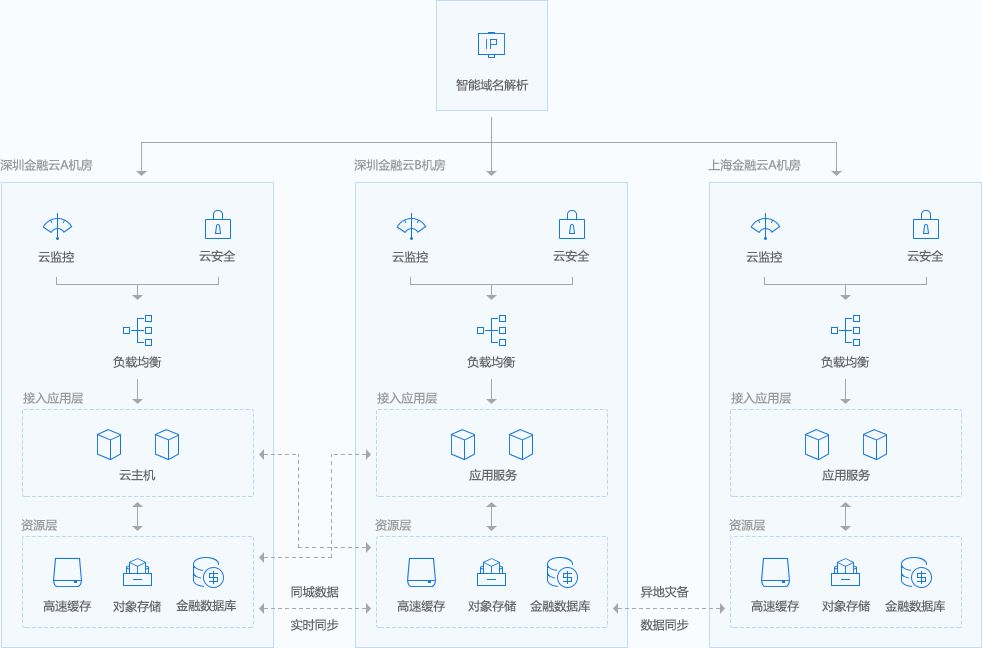 IP
智能域名解析
深圳金融云A机房
深圳金融云B机房
上海金融云A机房
云监控
云安全
云监控
云安全
云监控
云安全
负载均衡
负载均衡
负载均衡
接入应用层
接入应用层
接入应用层
云主机
应用服务
应用服务
资源层
资源层
资源层
高速缓存
对象存储
金融数据库
同城数据
实时同步
高速缓存
对象存储
金融数据库
异地灾备
数据同步
高速缓存
对象存储
金融数据库